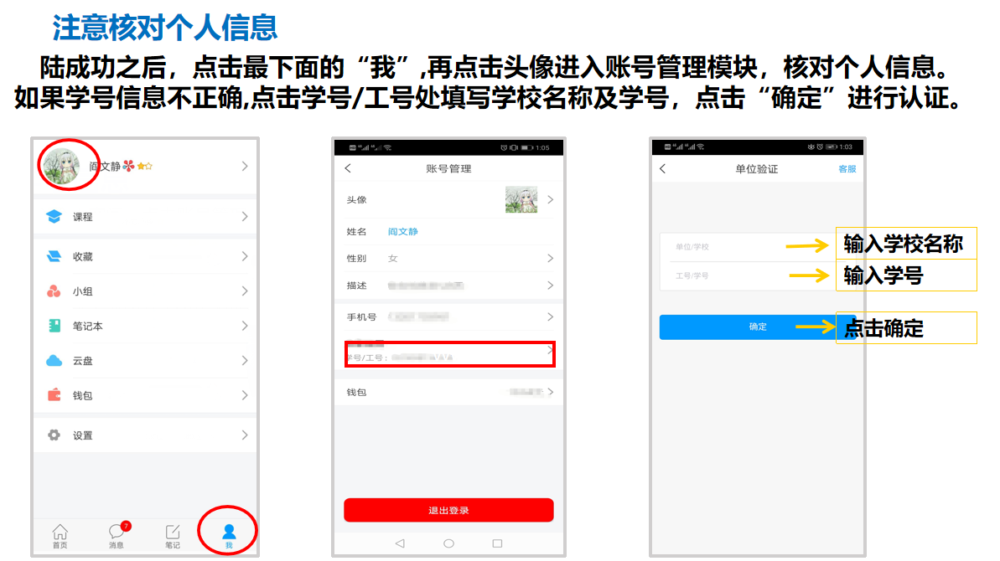 注意核对个人信息
陆成功之后，点击最下面的“我”,再点击头像进入账号管理模块，核对个人信息。
如果学号信息不正确,点击学号/工号处填写学校名称及学号，点击“确定”进行认证。
阎文静
课程
收藏
小组
笔记本
云盘
钱包
设置
首页
7
消息
笔记
我
1:05
账号管理
头像
姓名 阎文静
性别 女
描述
手机号
学号/工号：
钱包
退出登录
1:03
单位验证 客服
单位/学校
输入学校名称
工号/学号
输入学号
确定
点击确定